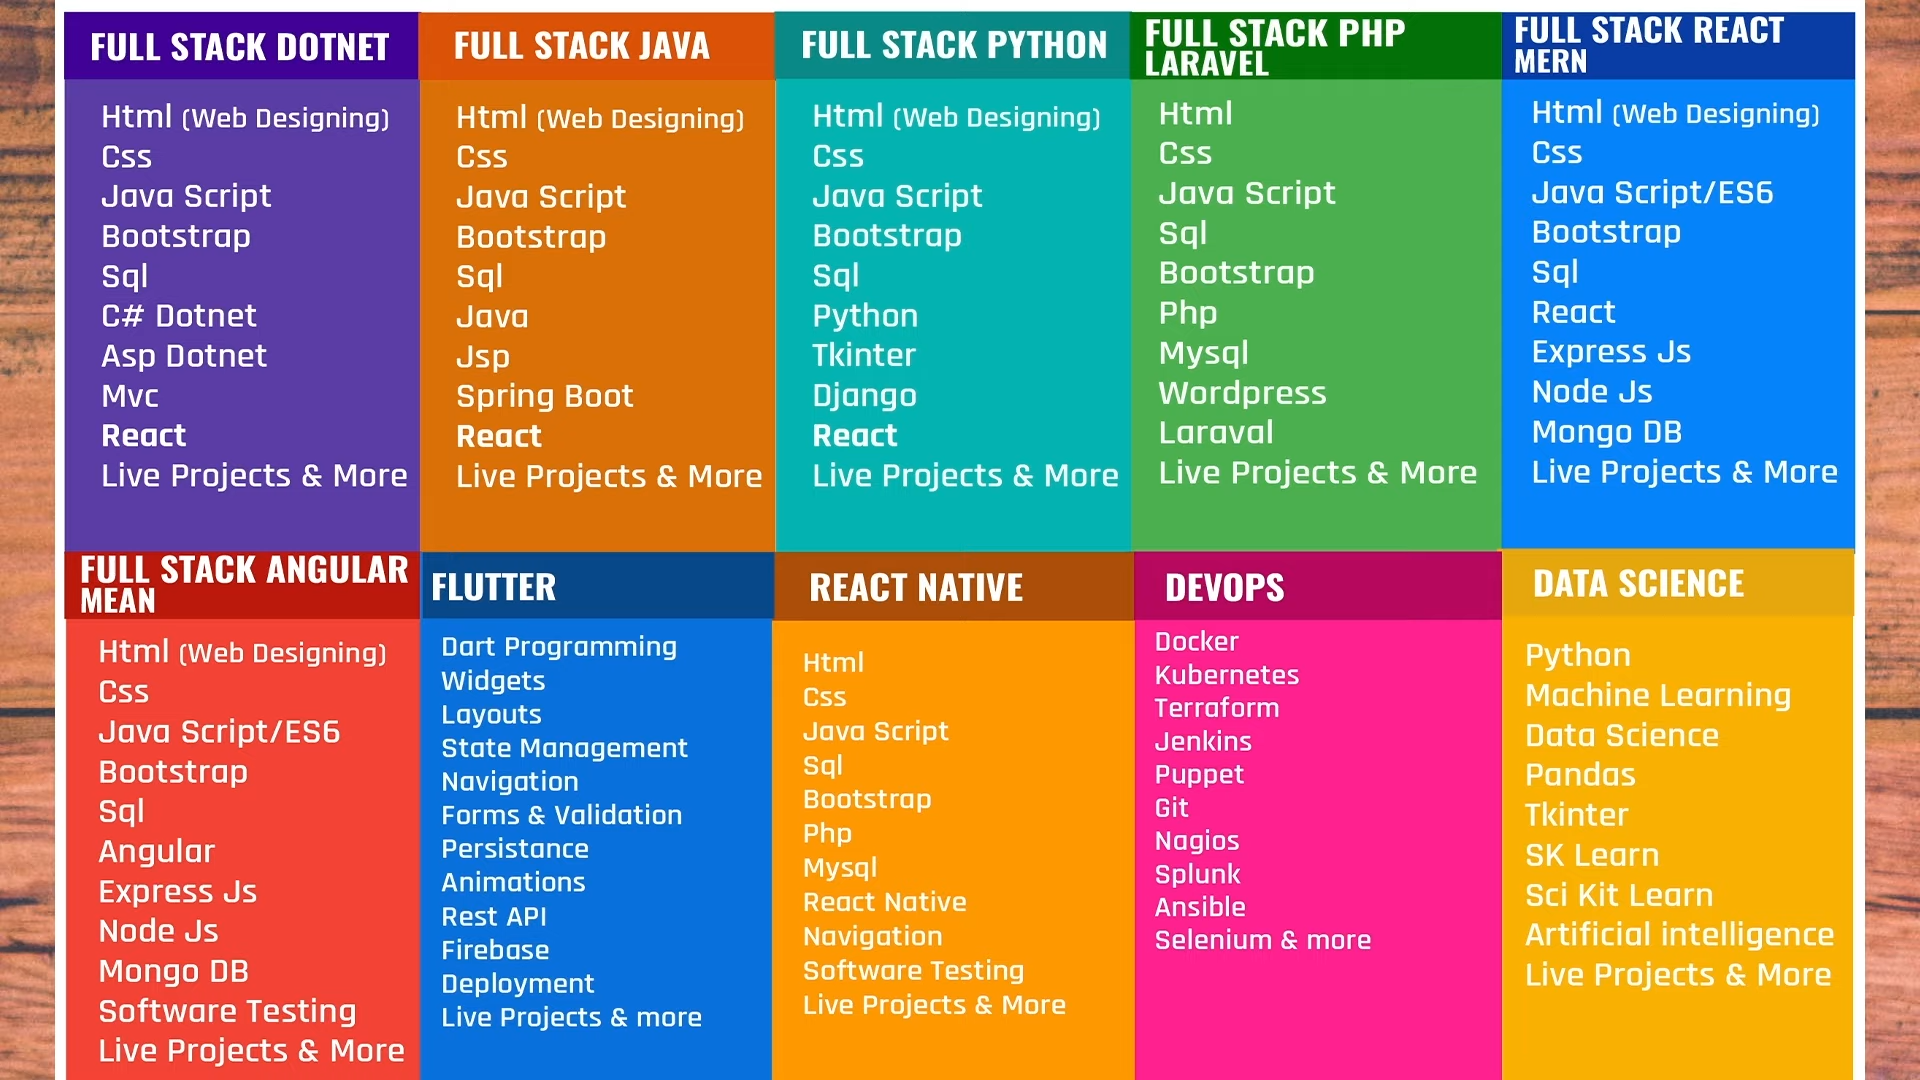 FULL STACK DOTNET
Html (Web Designing)
Css
Java Script
Bootstrap
Sql
C# Dotnet
Asp Dotnet
Mvc
React
Live Projects & More
FULL STACK JAVA
Html (Web Designing)
Css
Java Script
Bootstrap
Sql
Java
Jsp
Spring Boot
React
Live Projects & More
FULL STACK PYTHON
Html (Web Designing)
Css
Java Script
Bootstrap
Sql
Python
Tkinter
Django
React
Live Projects & More
FULL STACK PHP
LARAVEL
Html
Css
Java Script
Sql
Bootstrap
Php
Mysql
Wordpress
Laraval
Live Projects & More
FULL STACK REACT
MERN
Html (Web Designing)
Css
Java Script/ES6
Bootstrap
Sql
React
Express Js
Node Js
Mongo DB
Live Projects & More
FULL STACK ANGULAR
MEAN
Html (Web Designing)
Css
Java Script/ES6
Bootstrap
Sql
Angular
Express Js
Node Js
Mongo DB
Software Testing
Live Projects & More
FLUTTER
Dart Programming
Widgets
Layouts
State Management
Navigation
Forms & Validation
Persistance
Animations
Rest API
Firebase
Deployment
Live Projects & more
REACT NATIVE
Html
Css
Java Script
Sql
Bootstrap
Php
Mysql
React Native
Navigation
Software Testing
Live Projects & More
DEVOPS
Docker
Kubernetes
Terraform
Jenkins
Puppet
Git
Nagios
Splunk
Ansible
Selenium & more
DATA SCIENCE
Python
Machine Learning
Data Science
Pandas
Tkinter
SK Learn
Sci Kit Learn
Artificial intelligence
Live Projects & More